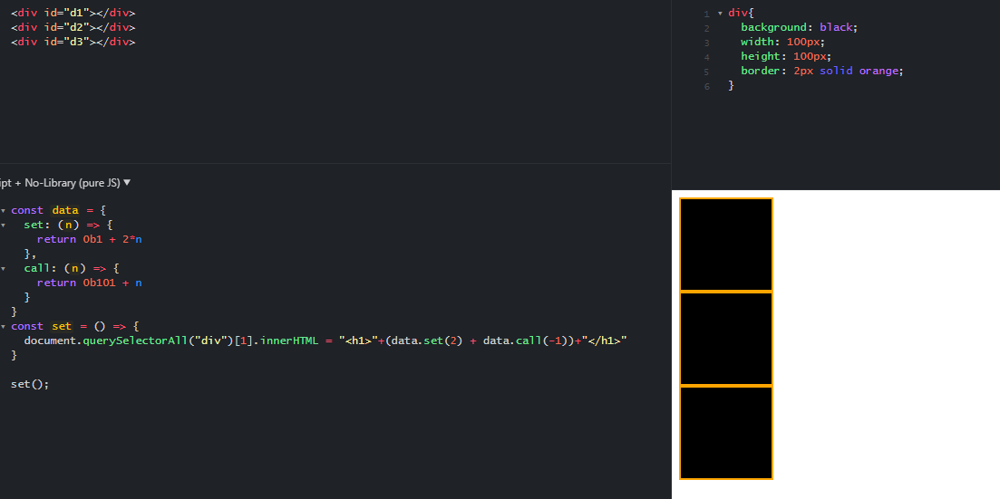 <div id="d1"></div>
<div id="d2"></div>
<div id="d3"></div>
1 div{
2 background: black;
3 width: 100px;
4 height: 100px;
5 border: 2px solid orange;
6 }
ipt + No-Library (pure JS) ▼
const data = {
set: (n) => {
return 0b1 + 2*n
},
call: (n) => {
return 0b101 + n
}
}
const set = () => {
document.querySelectorAll("div")[1].innerHTML = "<h1>"+(data.set(2) + data.call(-1))+"</h1>"
}
set();